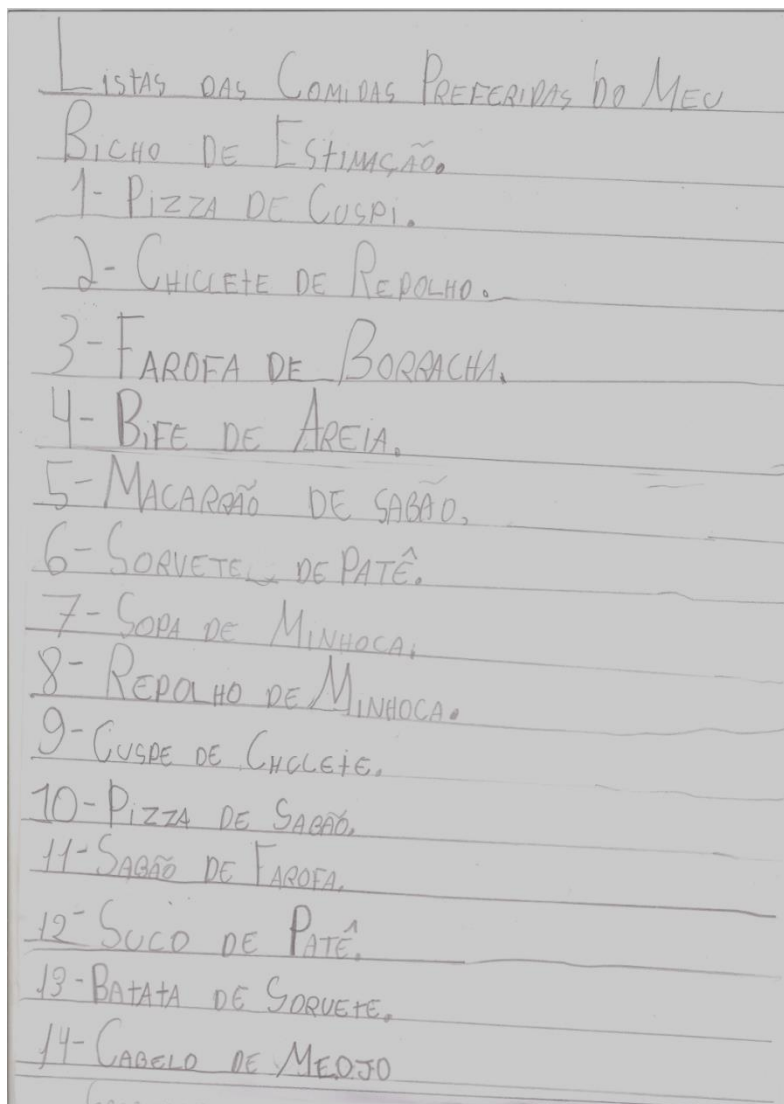 LISTAS DAS COMIDAS PREFERIDAS DO MEU
BICHO DE ESTIMAÇÃO.
1- PIZZA DE CUSPI.
2- CHICLETE DE REPOLHO.
3- FAROFA DE BORRACHA.
4- BIFE DE AREIA.
5- MACARRÃO DE SABÃO.
6- SORVETE DE PATÊ.
7- SOPA DE MINHOCA.
8- REPOLHO DE MINHOCA.
9- CUSPE DE CHCLETE.
10- PIZZA DE SABÃO.
11- SABÃO DE FAROFA.
12- SUCO DE PATÊ.
13- BATATA DE SORVETE.
14- CABELO DE MEOJO